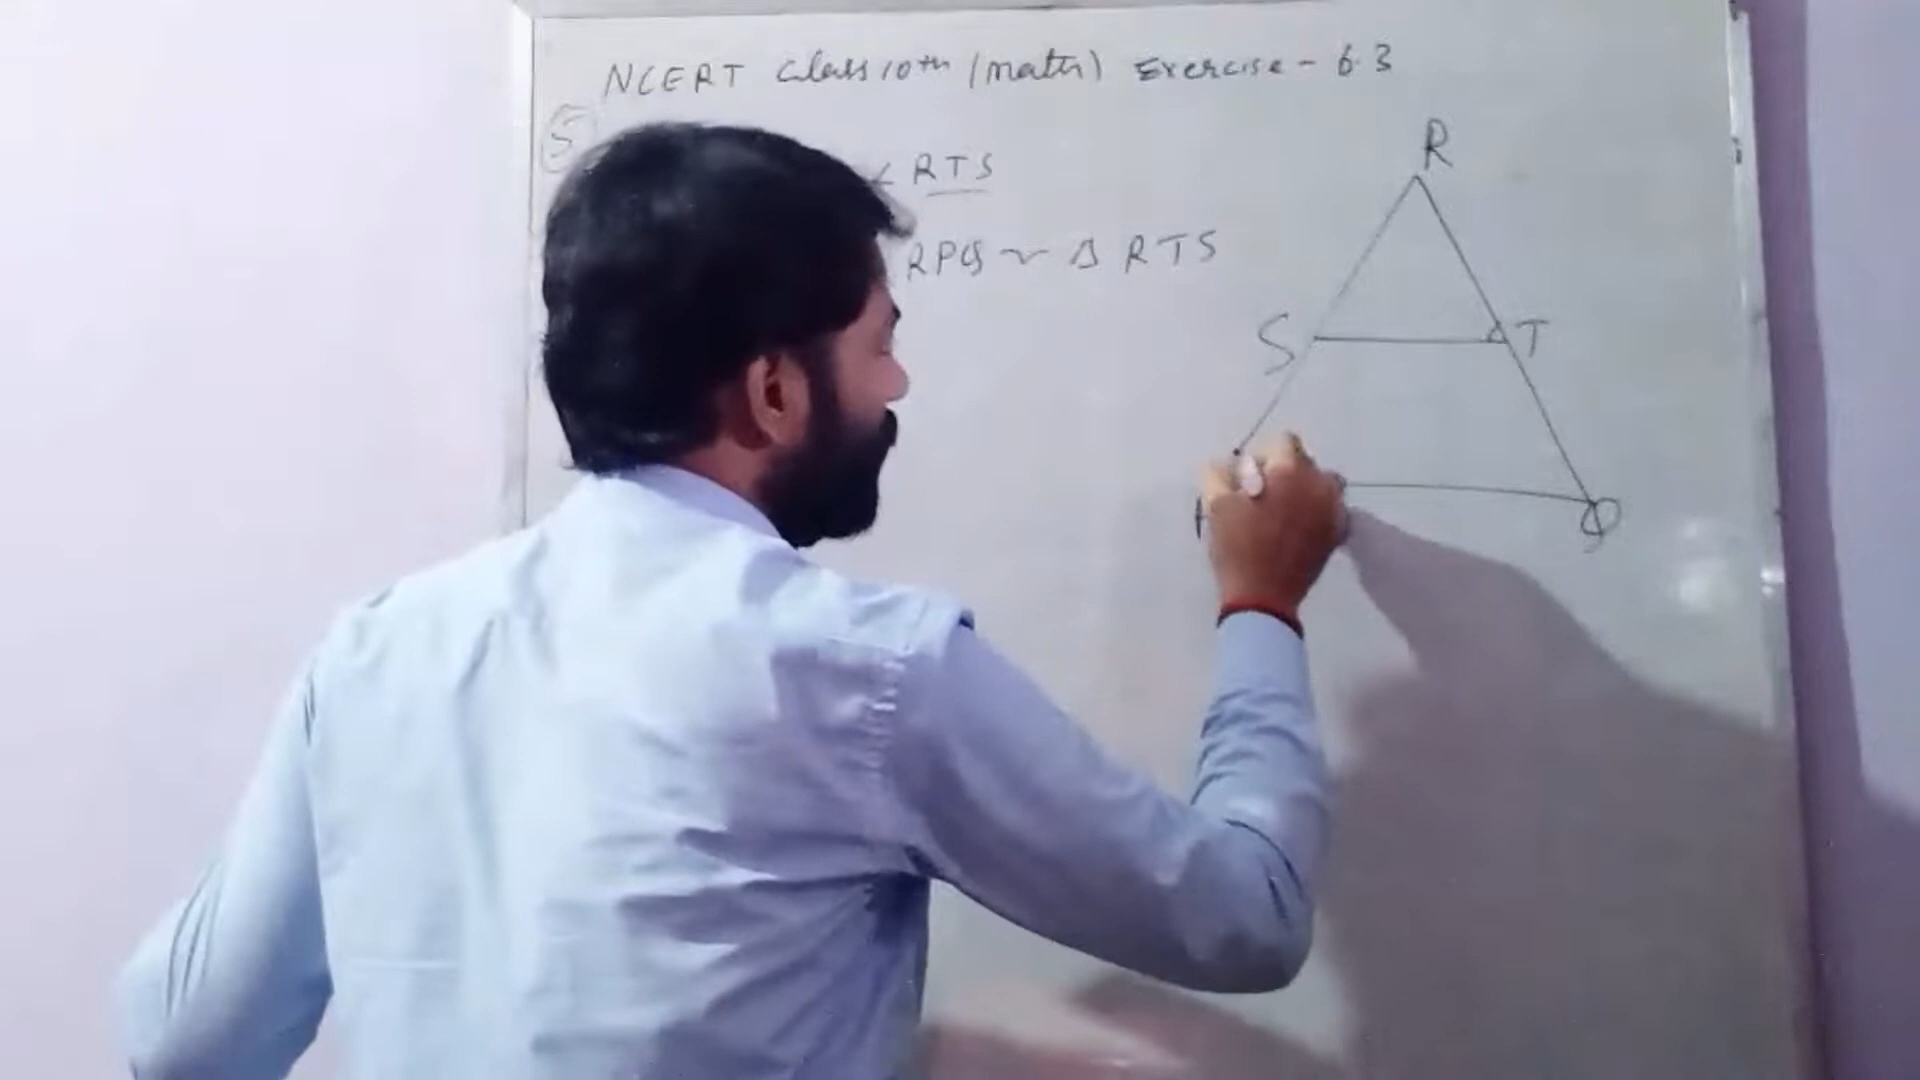 NCERT Class 10th (math) Exercise - 6.3
5
∠ RTS
RPQ ~ Δ RTS
R
S
T
Q